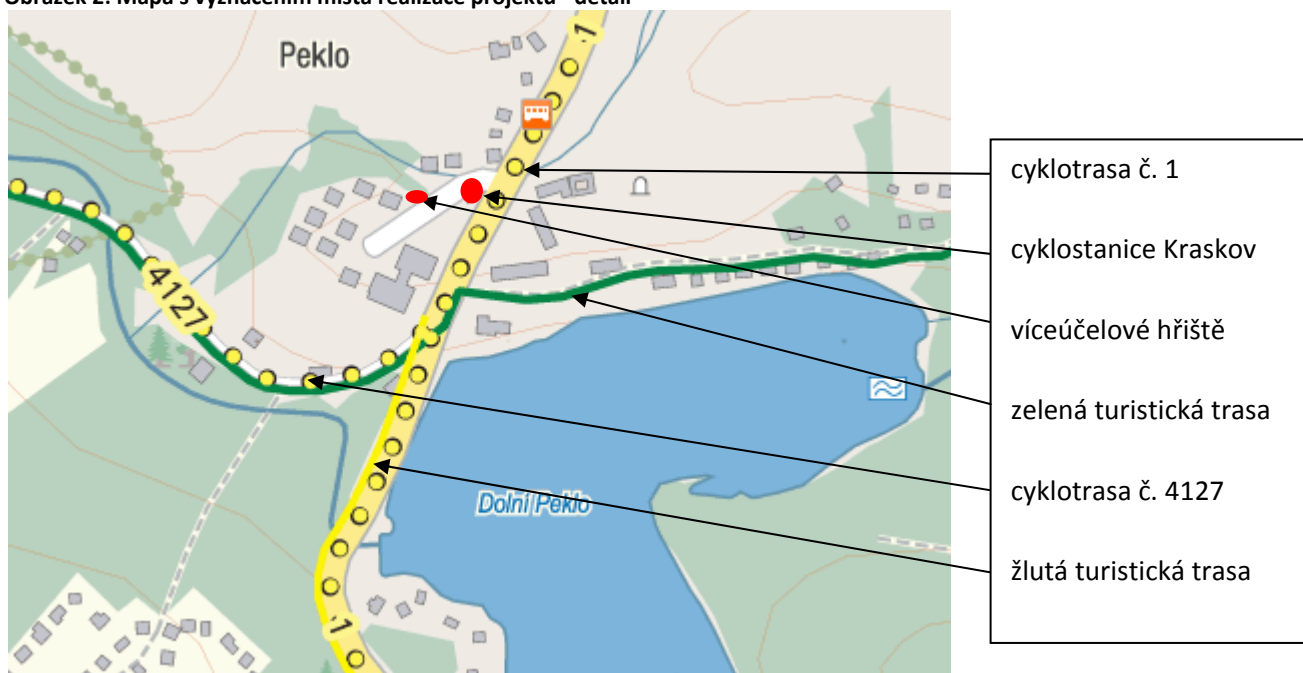 Obrázek 2: Mapa s vyznačením místa realizace projektu - detail
Peklo
1
4127
Dolní Peklo
1
cyklotrasa č. 1
cyklostanice Kraskov
víceúčelové hřiště
zelená turistická trasa
cyklotrasa č. 4127
žlutá turistická trasa